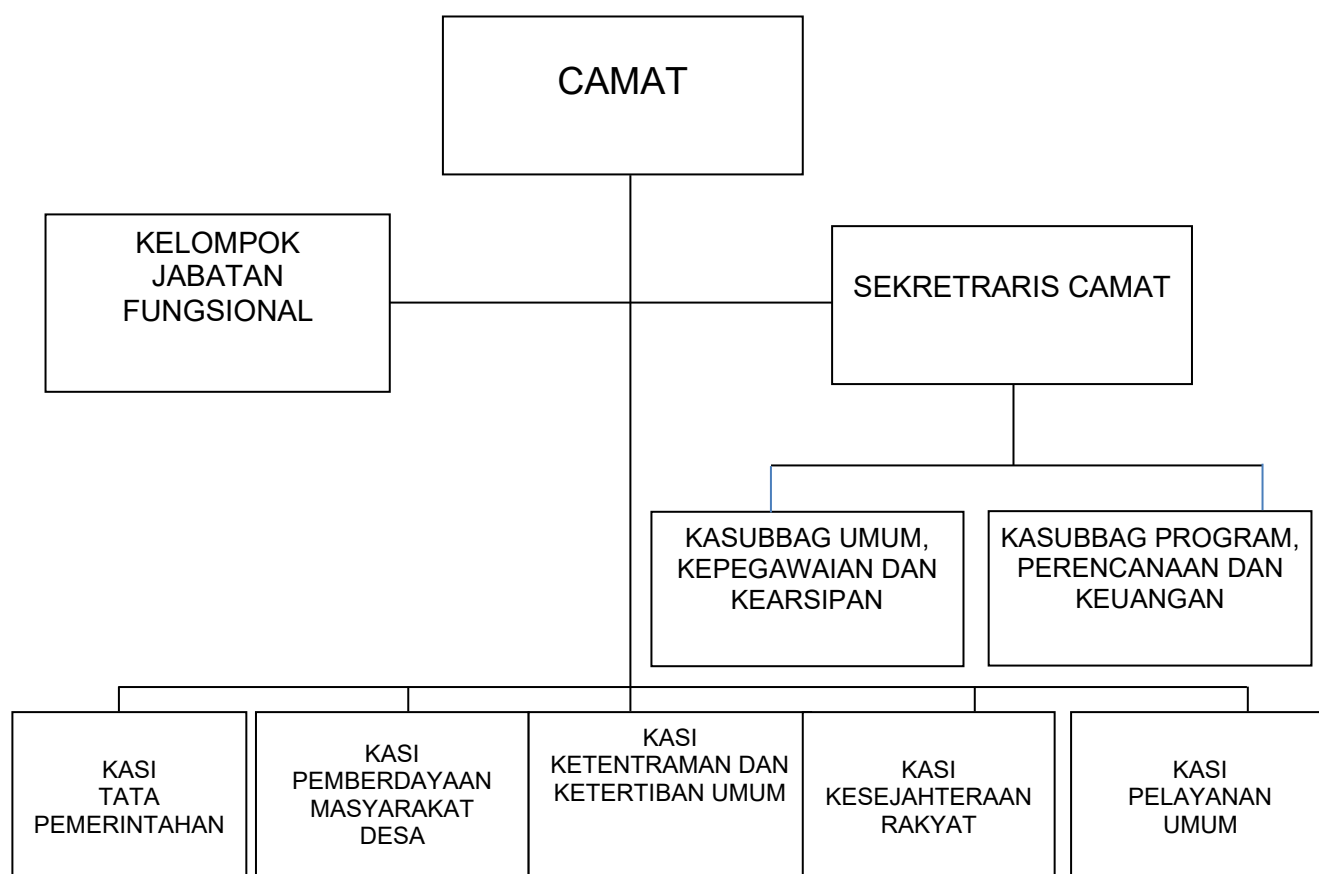 CAMAT
KELOMPOK
JABATAN
FUNGSIONAL
SEKRETRARIS CAMAT
KASUBBAG UMUM,
KEPEGAWAIAN DAN
KEARSIPAN
KASUBBAG PROGRAM,
PERENCANAAN DAN
KEUANGAN
KASI
TATA
PEMERINTAHAN
KASI
PEMBERDAYAAN
MASYARAKAT
DESA
KASI
KETENTRAMAN DAN
KETERTIBAN UMUM
KASI
KESEJAHTERAAN
RAKYAT
KASI
PELAYANAN
UMUM